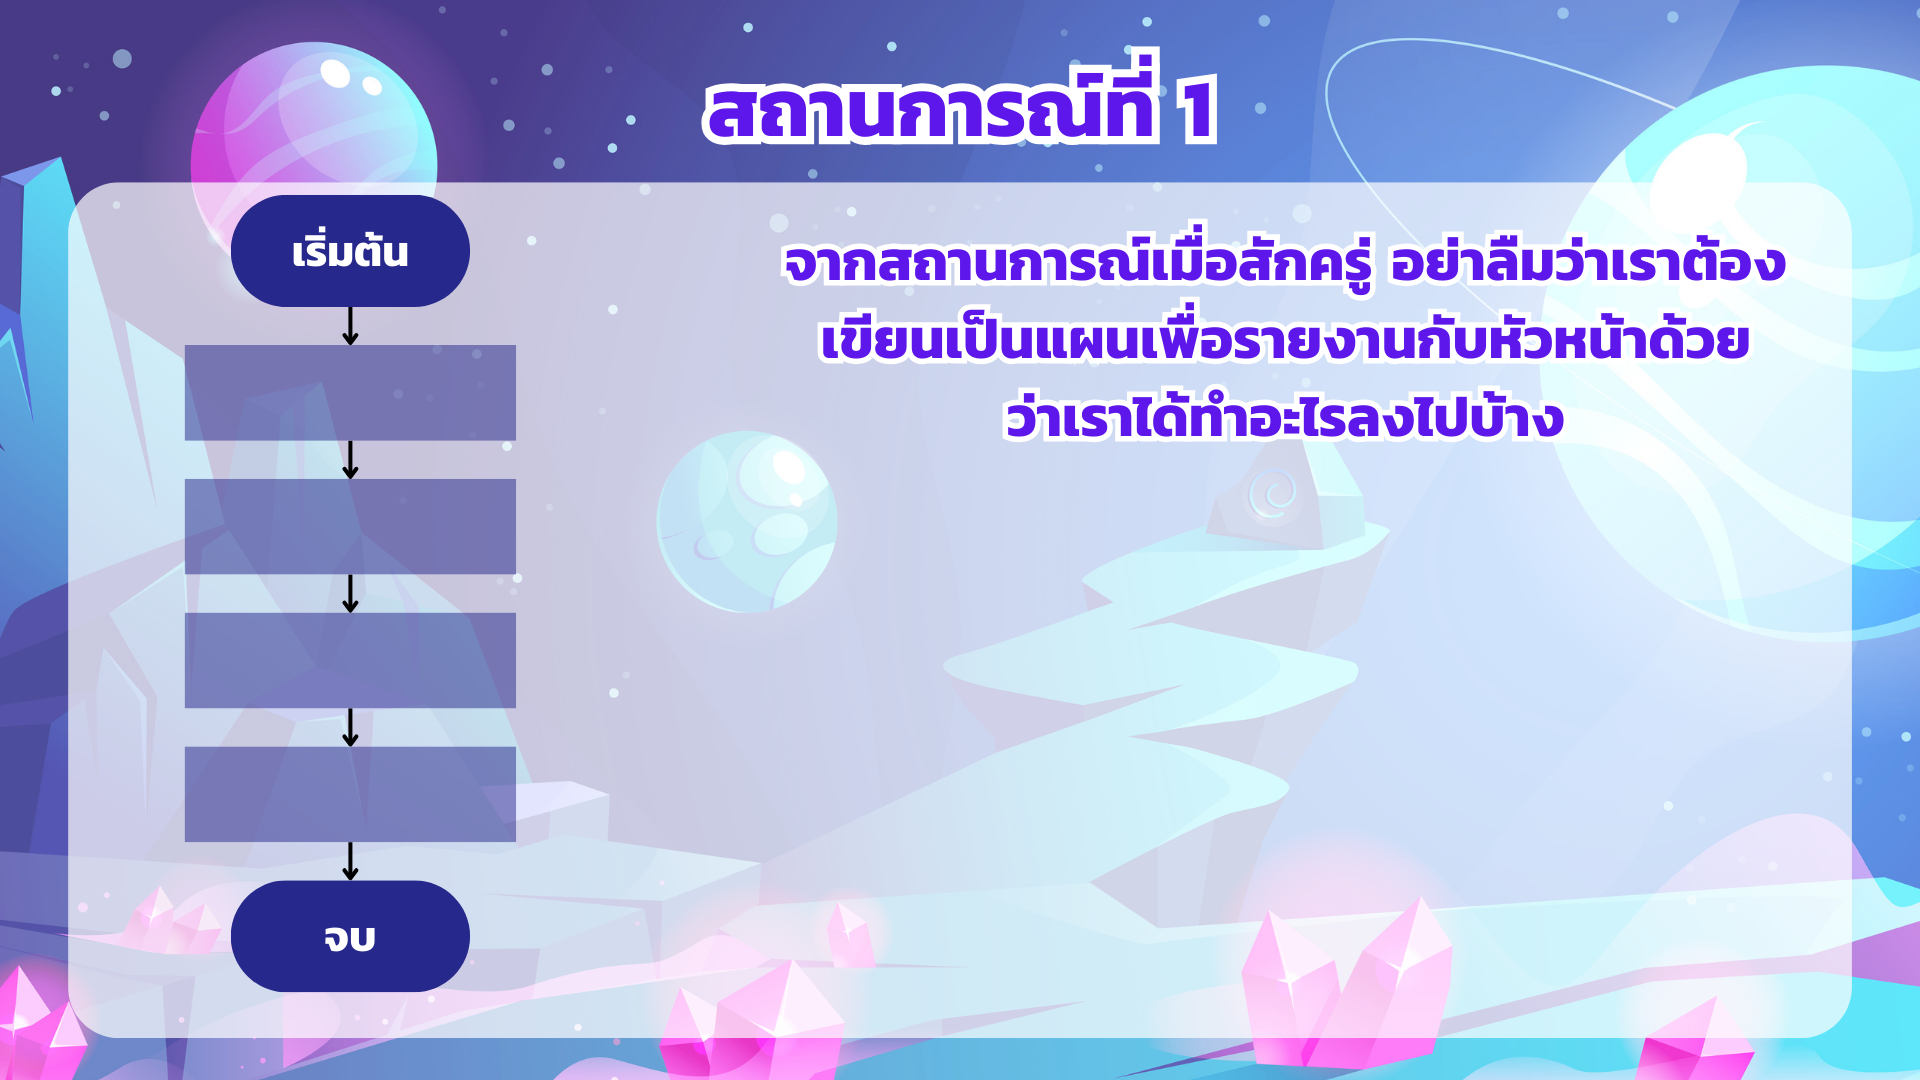 สถานการณ์ที่ 1
เริ่มต้น
จากสถานการณ์เมื่อสักครู่ อย่าลืมว่าเราต้อง
เขียนเป็นแผนเพื่อรายงานกับหัวหน้าด้วย
ว่าเราได้ทำอะไรลงไปบ้าง
จบ